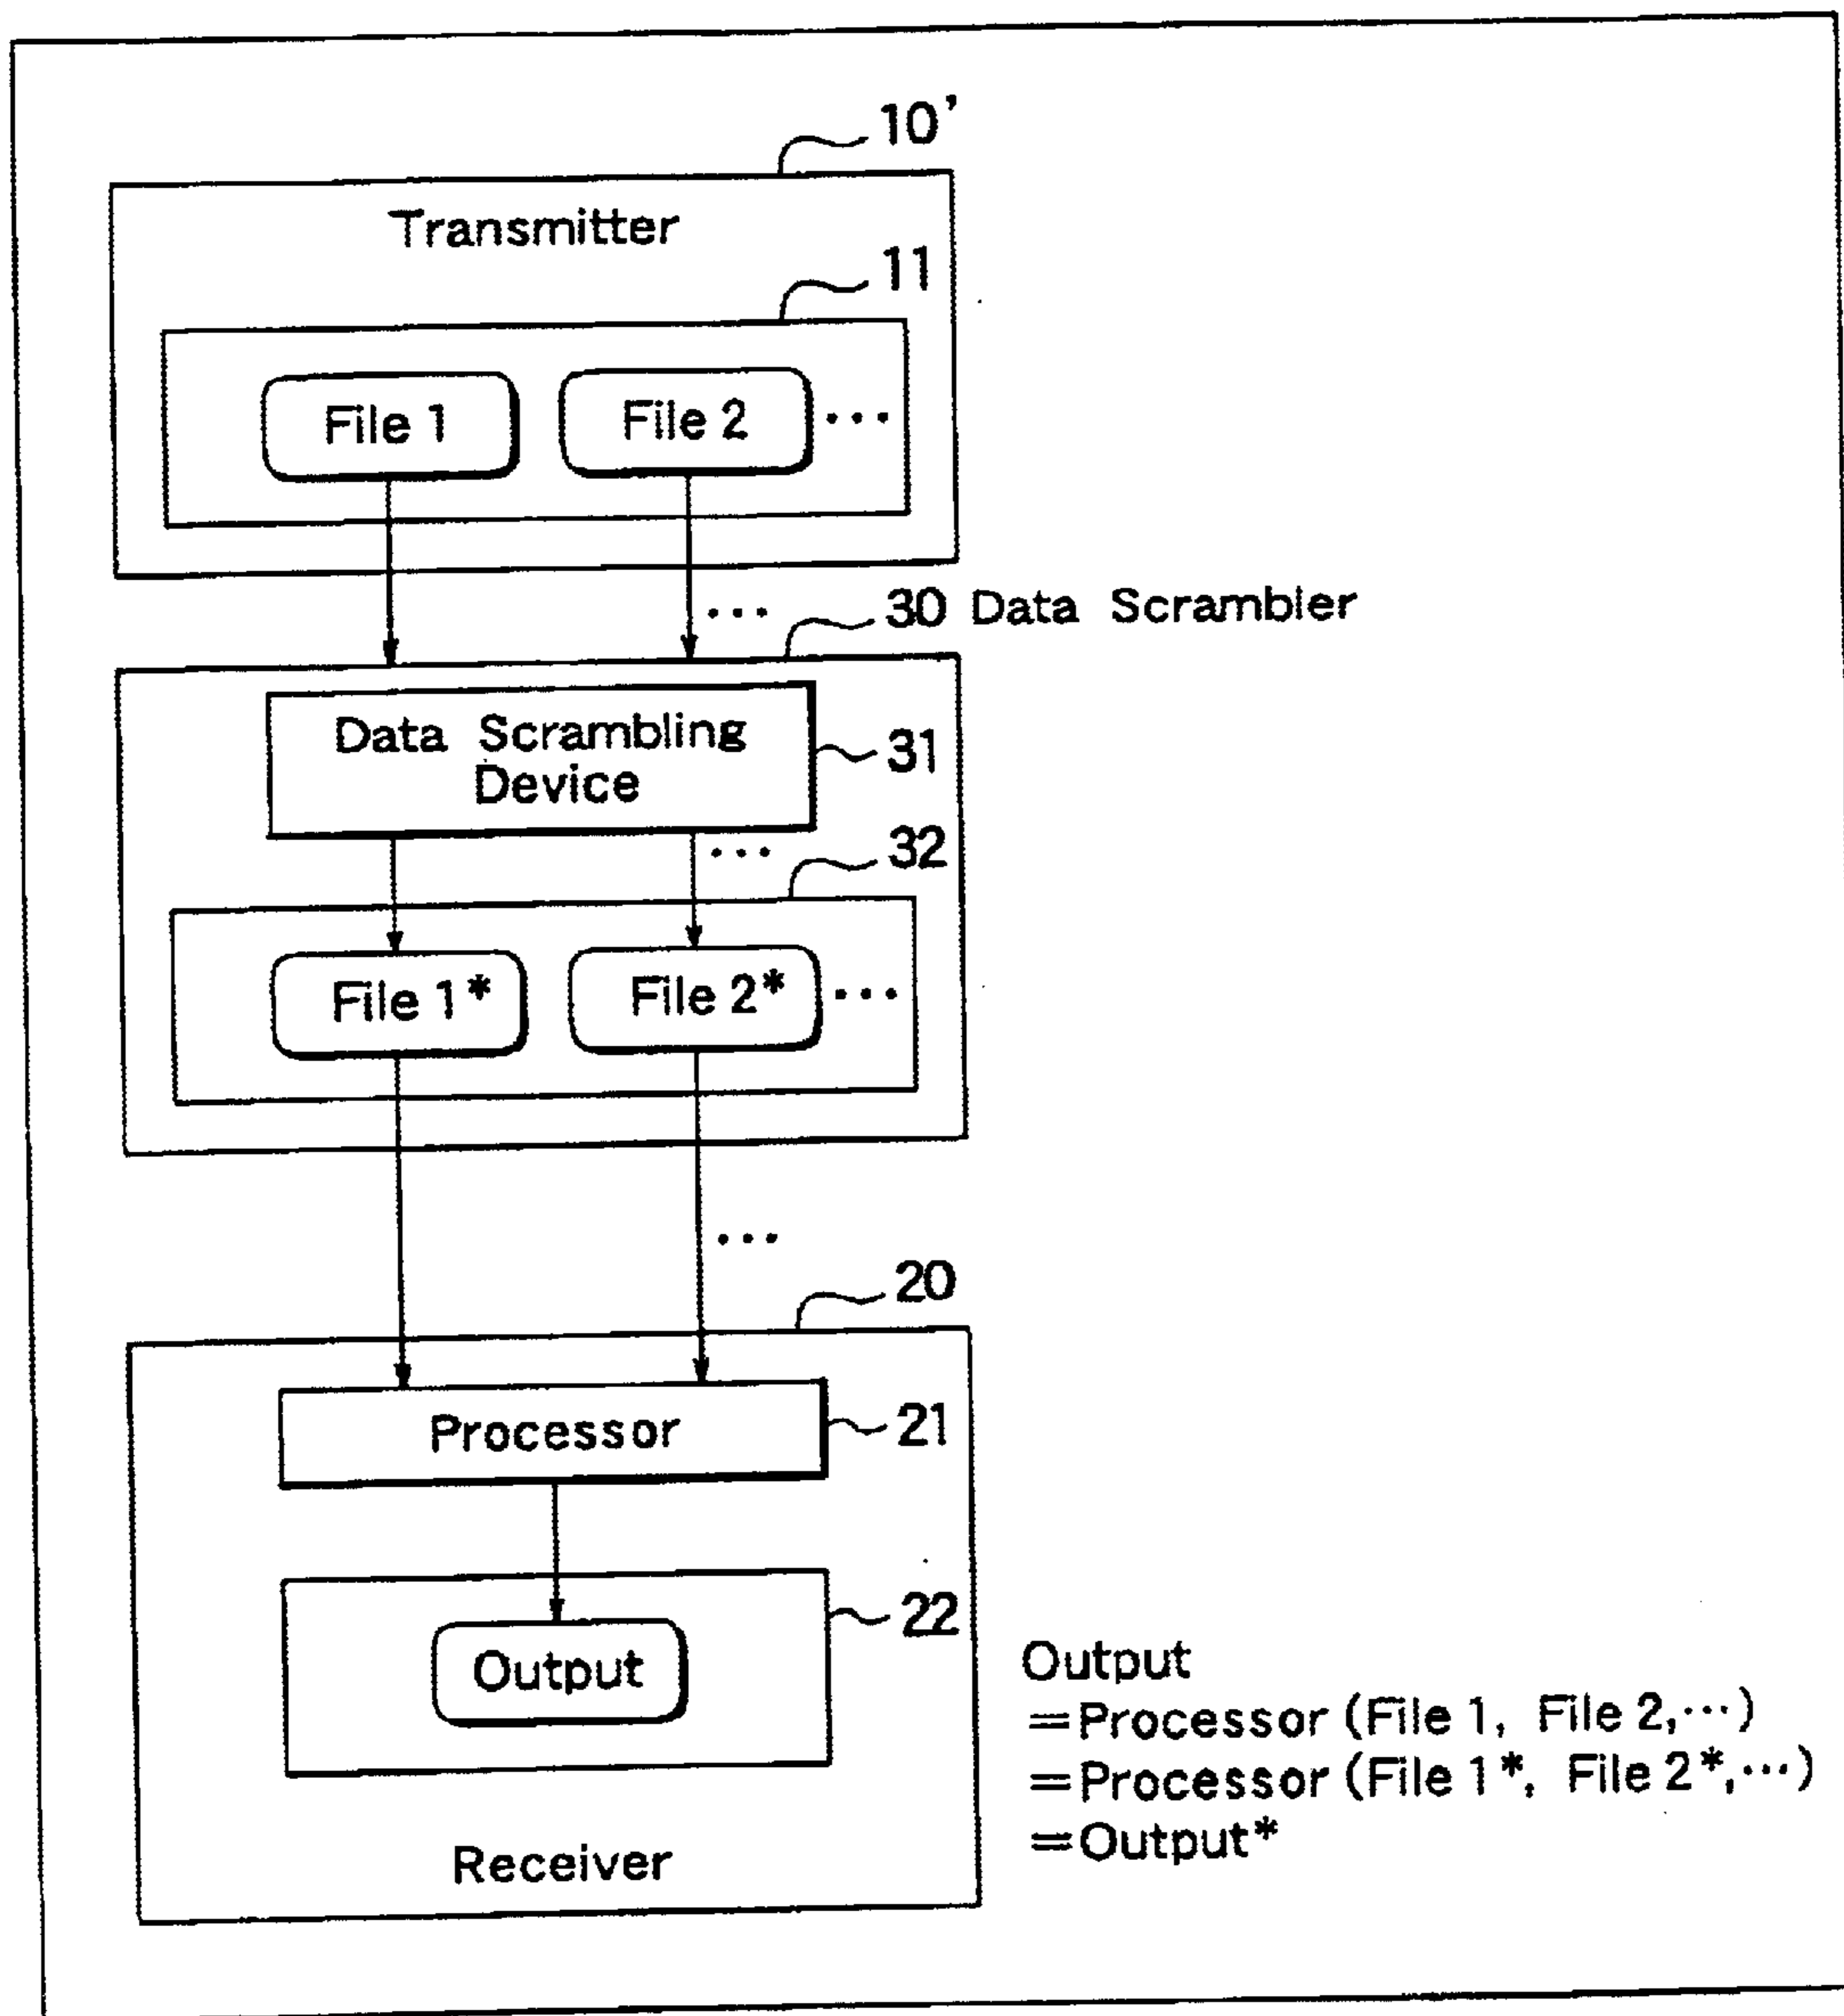 10'
Transmitter
11
File 1
File 2
...
...
30 Data Scrambler
Data Scrambling
Device
31
...
32
File 1*
File 2*
...
...
20
Processor
21
Output
22
Output
=Processor (File 1, File 2,...)
=Processor (File 1*, File 2*,...)
=Output*
Receiver